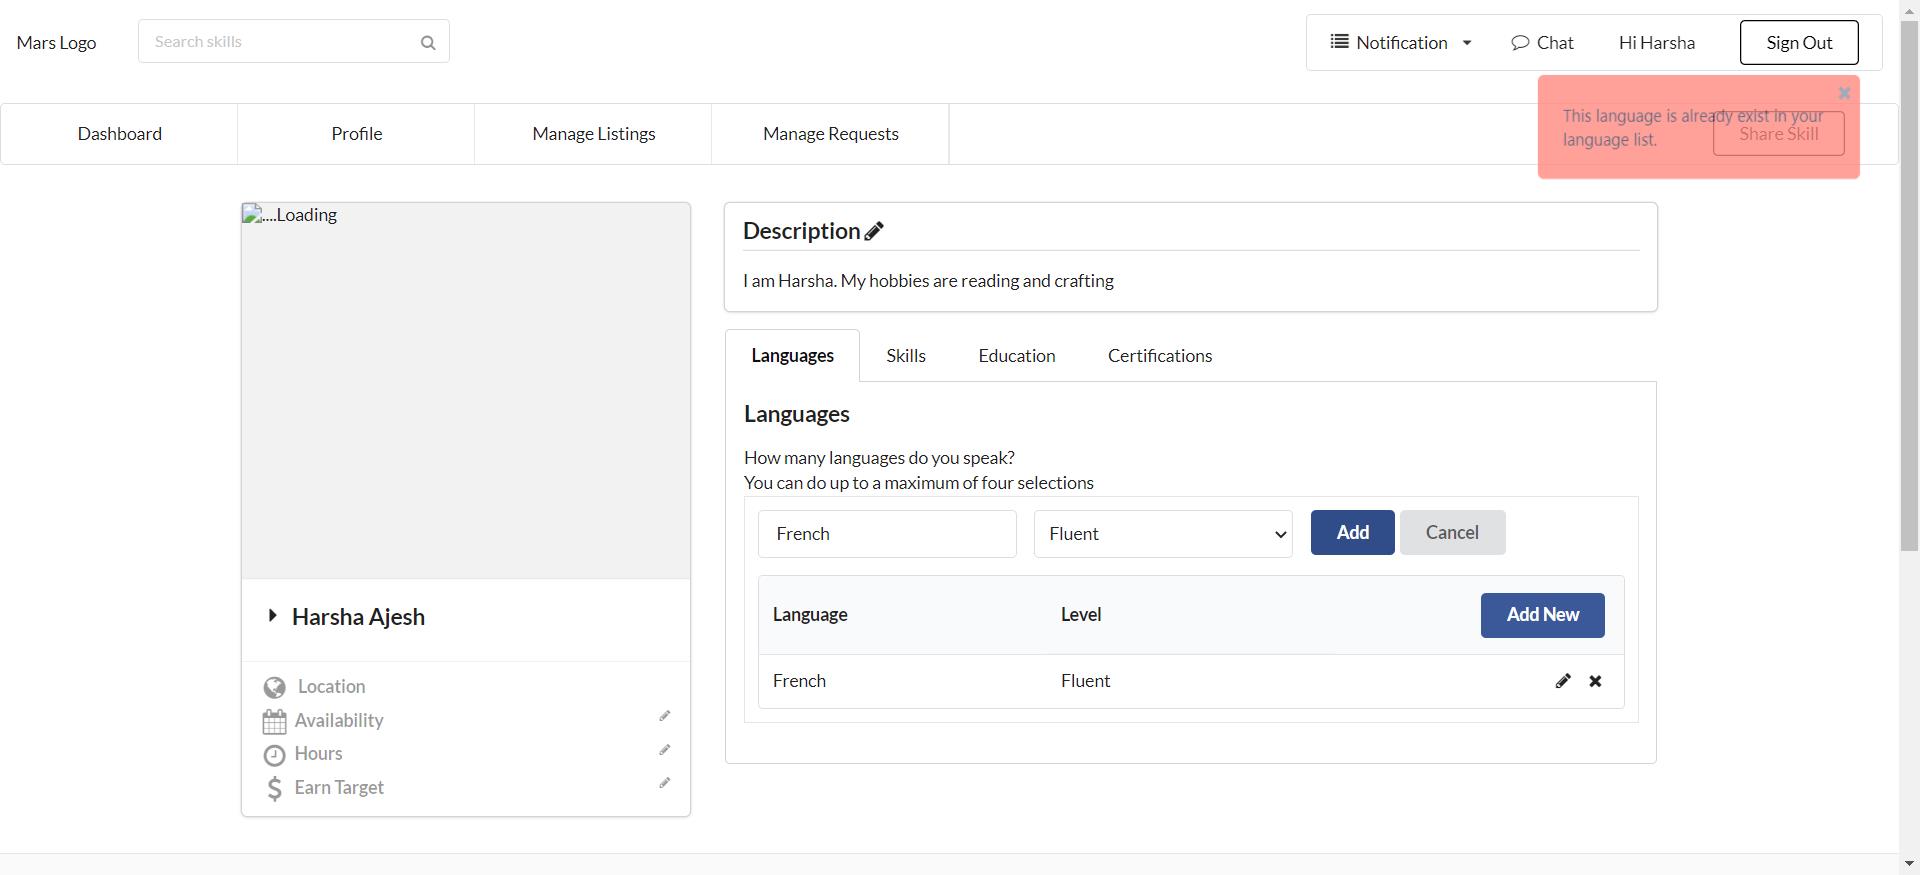 Mars Logo
Search skills
Notification
Chat
Hi Harsha
Sign Out
This language is already exist in your
language list.
Dashboard
Profile
Manage Listings
Manage Requests
Share Skill
....Loading
Harsha Ajesh
Location
Availability
Hours
Earn Target
Description
I am Harsha. My hobbies are reading and crafting
Languages
Skills
Education
Certifications
Languages
How many languages do you speak?
You can do up to a maximum of four selections
French
Fluent
Add
Cancel
Language
Level
Add New
French
Fluent